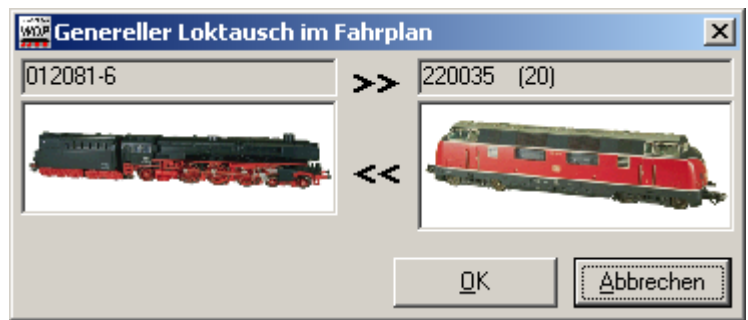 Genereller Loktausch im Fahrplan
012081-6
>>
220035 (20)
<<
OK
Abbrechen